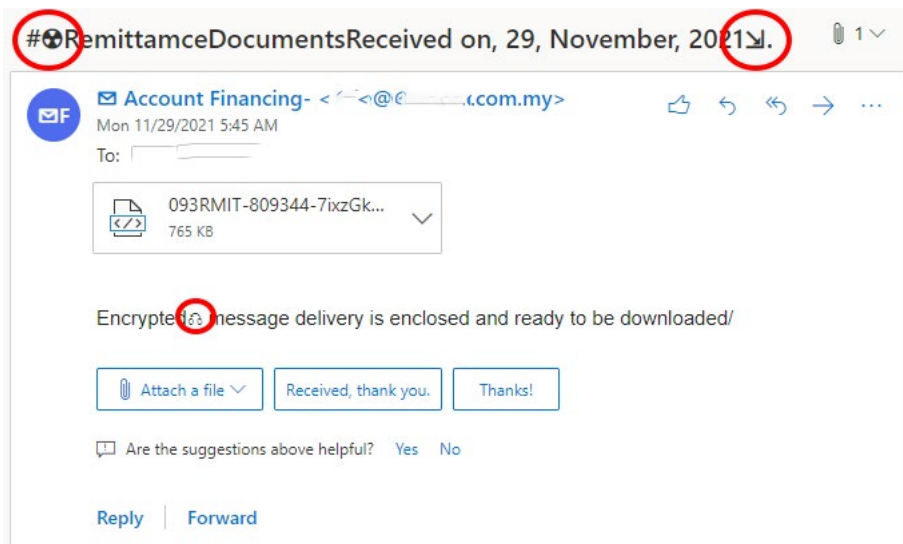 #☢RemittamceDocumentsReceived on, 29, November, 2021⇲.
1
F
Account Financing- < @ .com.my>
Mon 11/29/2021 5:45 AM
To:
093RMIT-809344-7ixzGk...
765 KB
Encrypted☊ message delivery is enclosed and ready to be downloaded/
Attach a file
Received, thank you.
Thanks!
Are the suggestions above helpful? Yes No
Reply
Forward